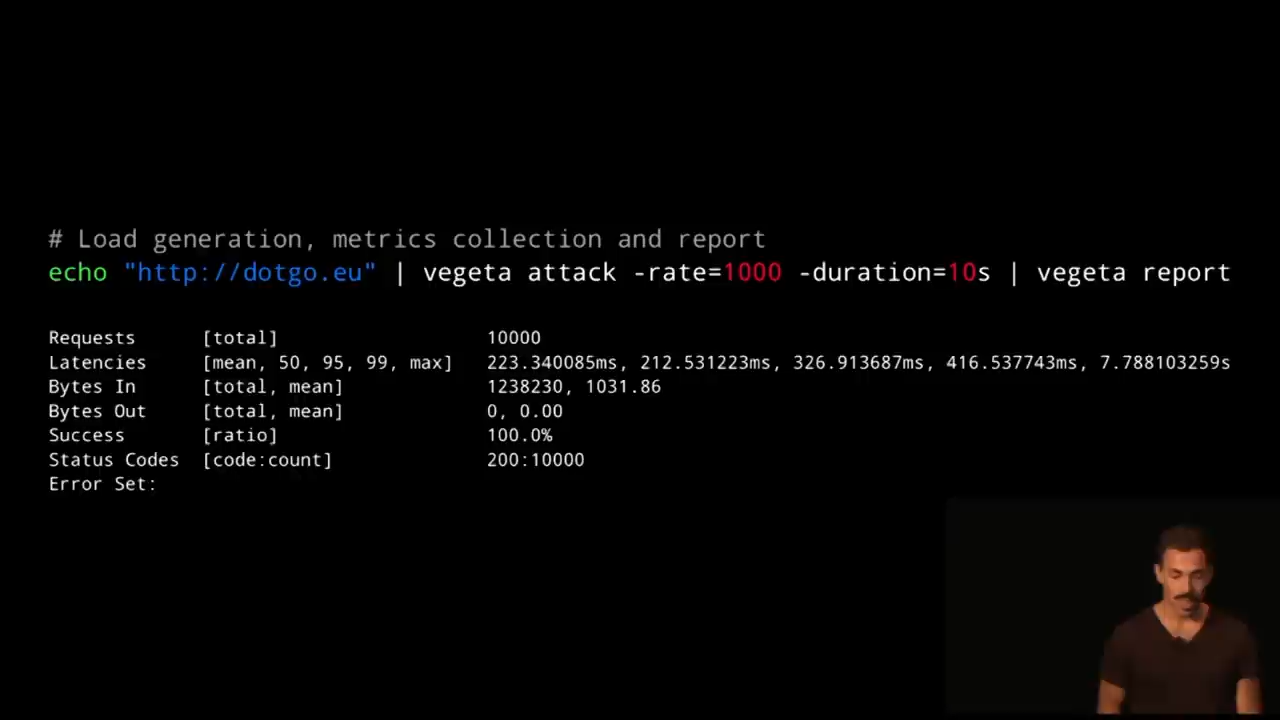 # Load generation, metrics collection and report
echo "http://dotgo.eu" | vegeta attack -rate=1000 -duration=10s | vegeta report
Requests [total] 10000
Latencies [mean, 50, 95, 99, max] 223.340085ms, 212.531223ms, 326.913687ms, 416.537743ms, 7.788103259s
Bytes In [total, mean] 1238230, 1031.86
Bytes Out [total, mean] 0, 0.00
Success [ratio] 100.0%
Status Codes [code:count] 200:10000
Error Set: